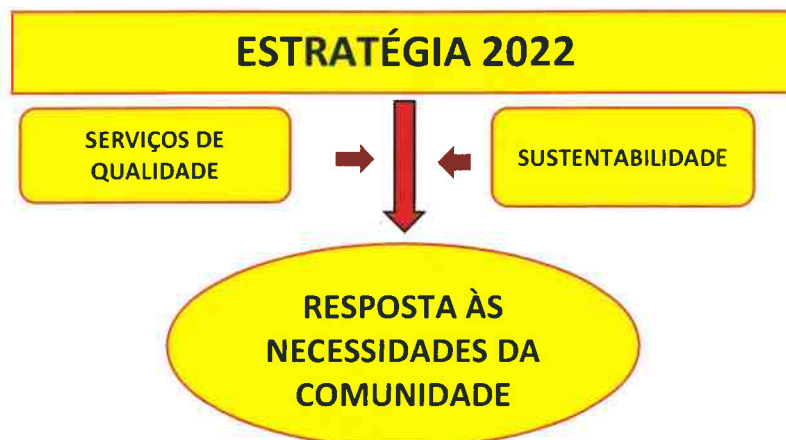 ESTRATÉGIA 2022
SERVIÇOS DE
QUALIDADE
SUSTENTABILIDADE
RESPOSTA ÀS
NECESSIDADES DA
COMUNIDADE